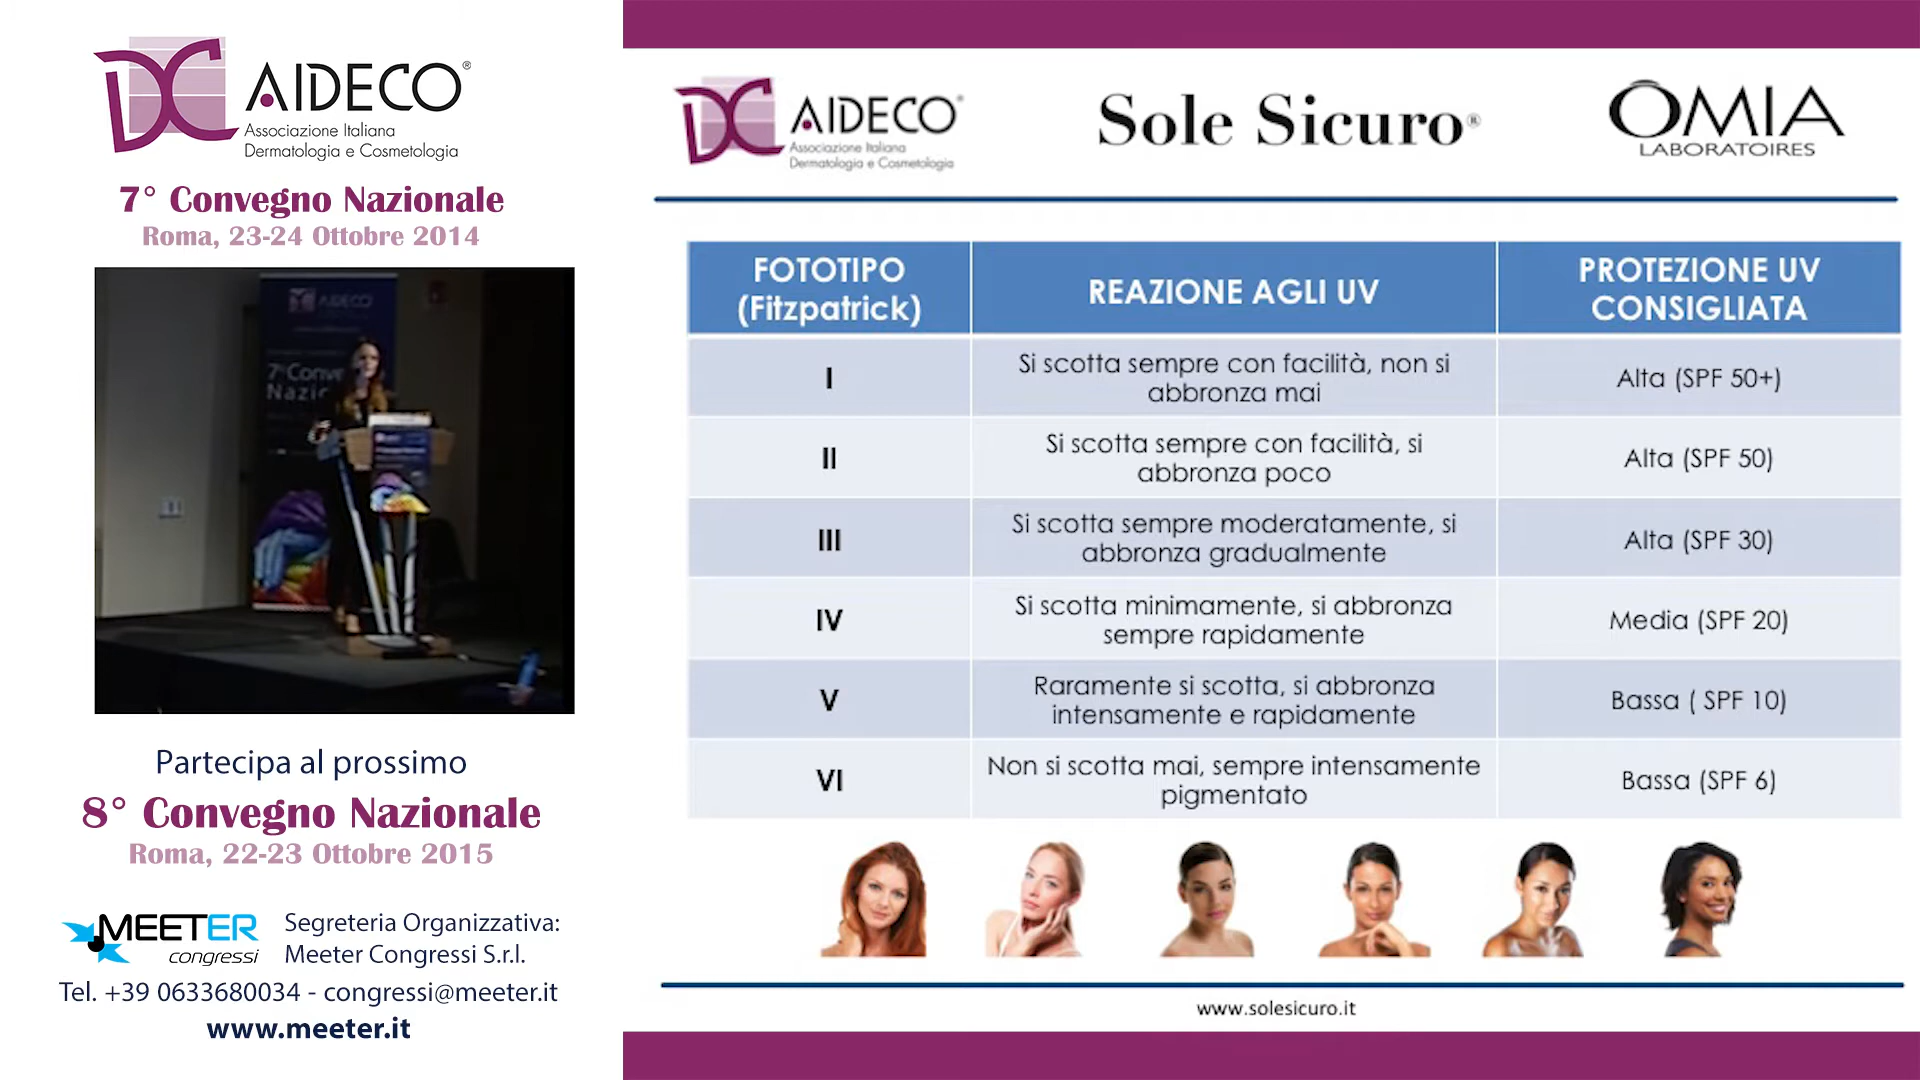 AIDECO®
Associazione Italiana
Dermatologia e Cosmetologia
7° Convegno Nazionale
Roma, 23-24 Ottobre 2014
AIDECO
7° Conve
Nazio
Partecipa al prossimo
8° Convegno Nazionale
Roma, 22-23 Ottobre 2015
MEETER
congressi
Segreteria Organizzativa:
Meeter Congressi S.r.l.
Tel. +39 0633680034 - congressi@meeter.it
www.meeter.it
AIDECO®
Associazione Italiana
Dermatologia e Cosmetologia
Sole Sicuro®
ÔMIA
LABORATOIRES
FOTOTIPO
(Fitzpatrick)
REAZIONE AGLI UV
PROTEZIONE UV
CONSIGLIATA
I
Si scotta sempre con facilità, non si
abbronza mai
Alta (SPF 50+)
II
Si scotta sempre con facilità, si
abbronza poco
Alta (SPF 50)
III
Si scotta sempre moderatamente, si
abbronza gradualmente
Alta (SPF 30)
IV
Si scotta minimamente, si abbronza
sempre rapidamente
Media (SPF 20)
V
Raramente si scotta, si abbronza
intensamente e rapidamente
Bassa ( SPF 10)
VI
Non si scotta mai, sempre intensamente
pigmentato
Bassa (SPF 6)
www.solesicuro.it